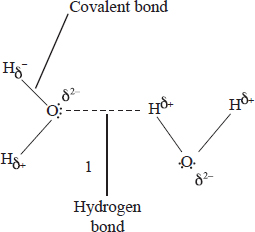 Covalent bond
Hδ⁻
δ²⁻
:O:
Hδ+
Hδ+
Hδ+
1
:O:
δ²⁻
Hydrogen
bond